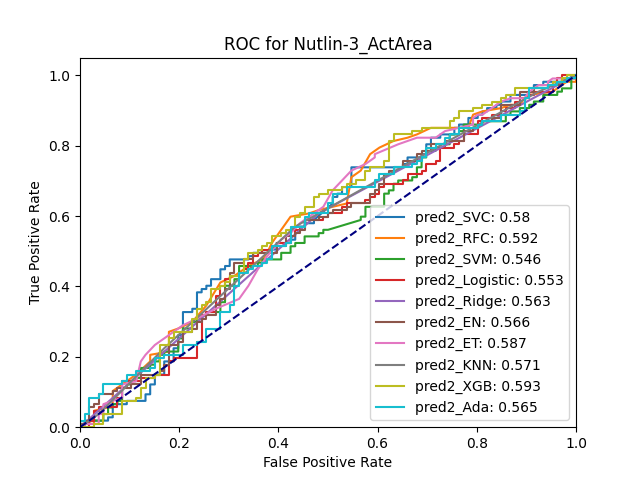 ROC for Nutlin-3_ActArea
True Positive Rate
1.0
0.8
0.6
0.4
0.2
0.0
pred2_SVC: 0.58
pred2_RFC: 0.592
pred2_SVM: 0.546
pred2_Logistic: 0.553
pred2_Ridge: 0.563
pred2_EN: 0.566
pred2_ET: 0.587
pred2_KNN: 0.571
pred2_XGB: 0.593
pred2_Ada: 0.565
0.0 0.2 0.4 0.6 0.8 1.0
False Positive Rate